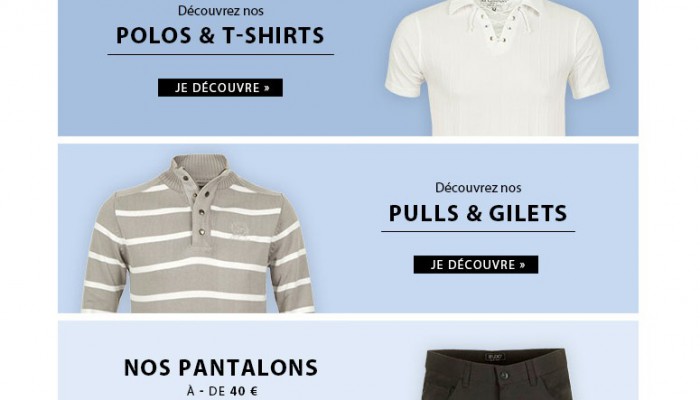 Découvrez nos
POLOS & T-SHIRTS
JE DÉCOUVRE »
Découvrez nos
PULLS & GILETS
JE DÉCOUVRE »
NOS PANTALONS
À - DE 40 €